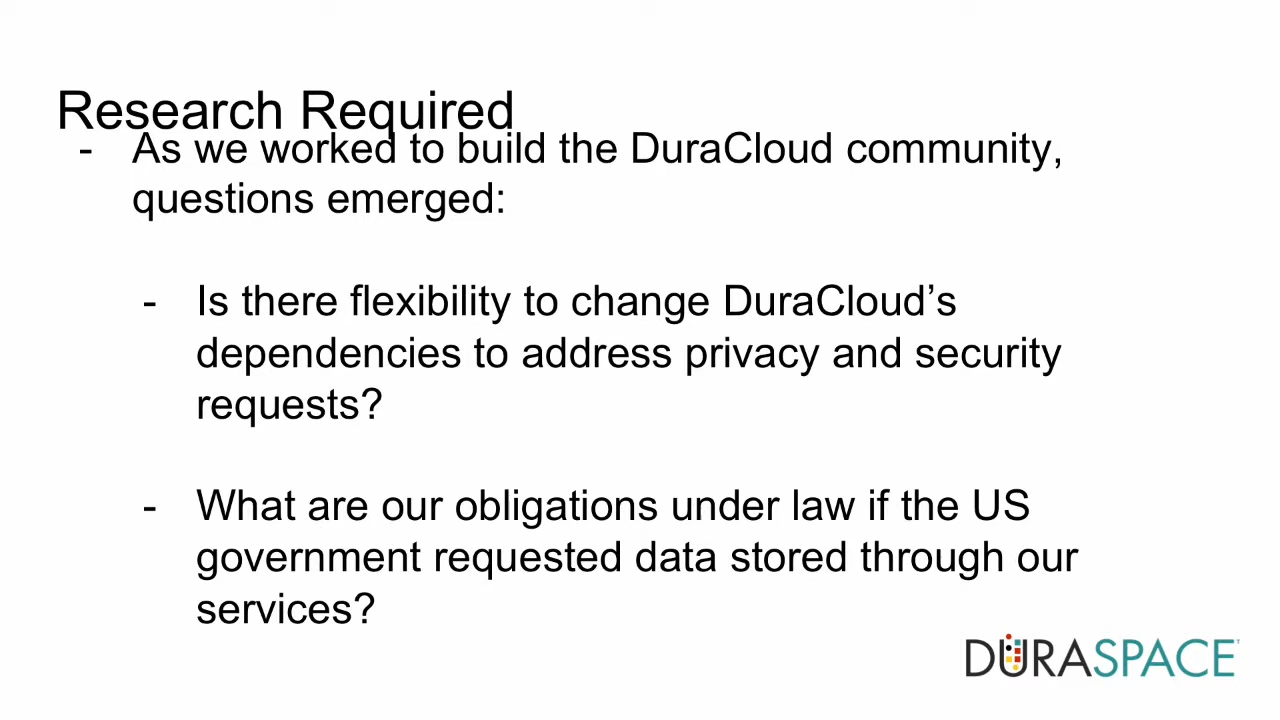 Research Required
- As we worked to build the DuraCloud community,
questions emerged:
- Is there flexibility to change DuraCloud’s
dependencies to address privacy and security
requests?
- What are our obligations under law if the US
government requested data stored through our
services?
DURASPACE